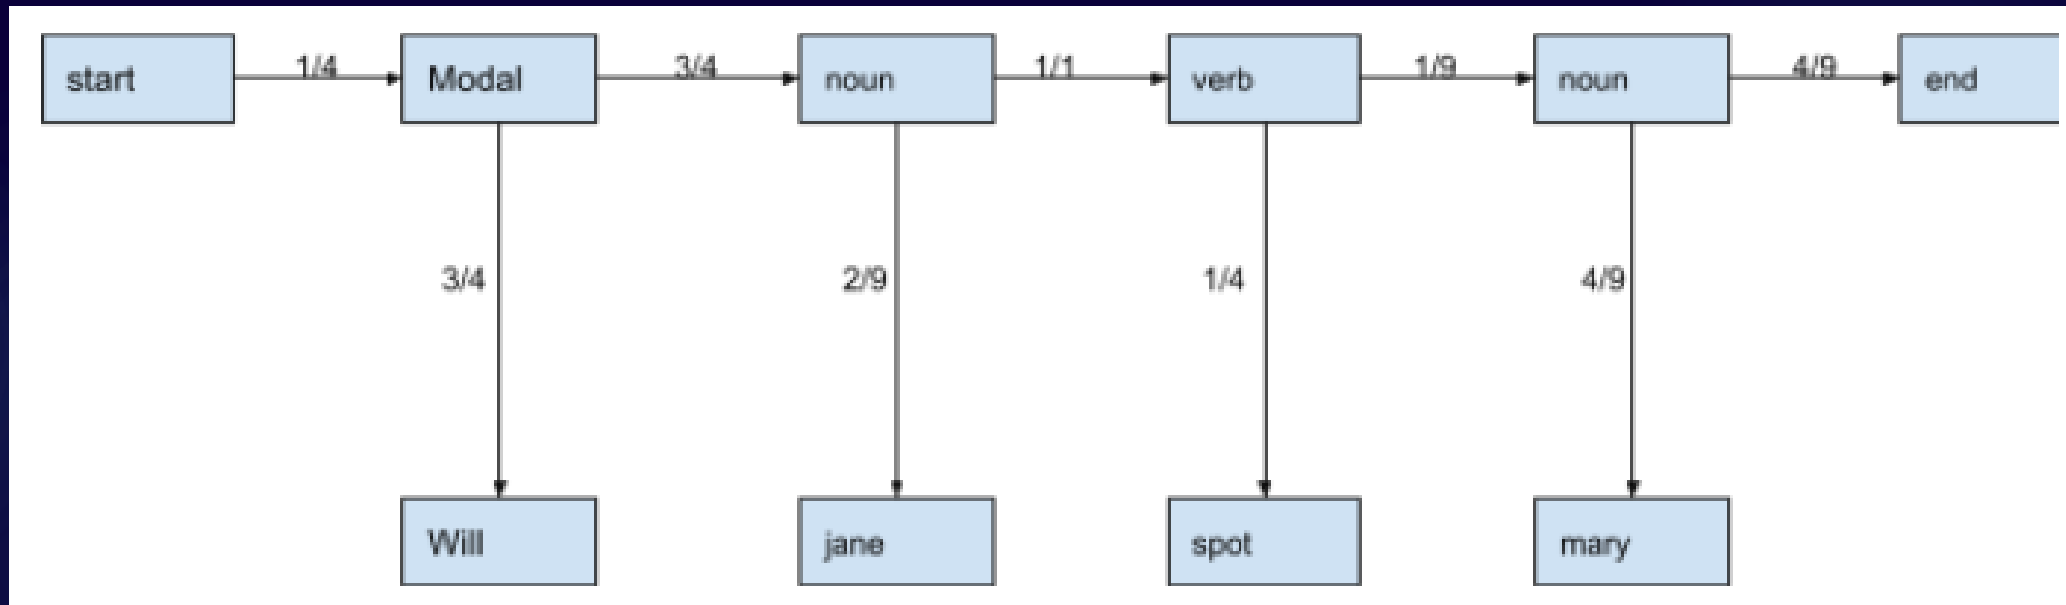 start 1/4 Modal 3/4 noun 1/1 verb 1/9 noun 4/9 end
3/4 2/9 1/4 4/9
Will jane spot mary